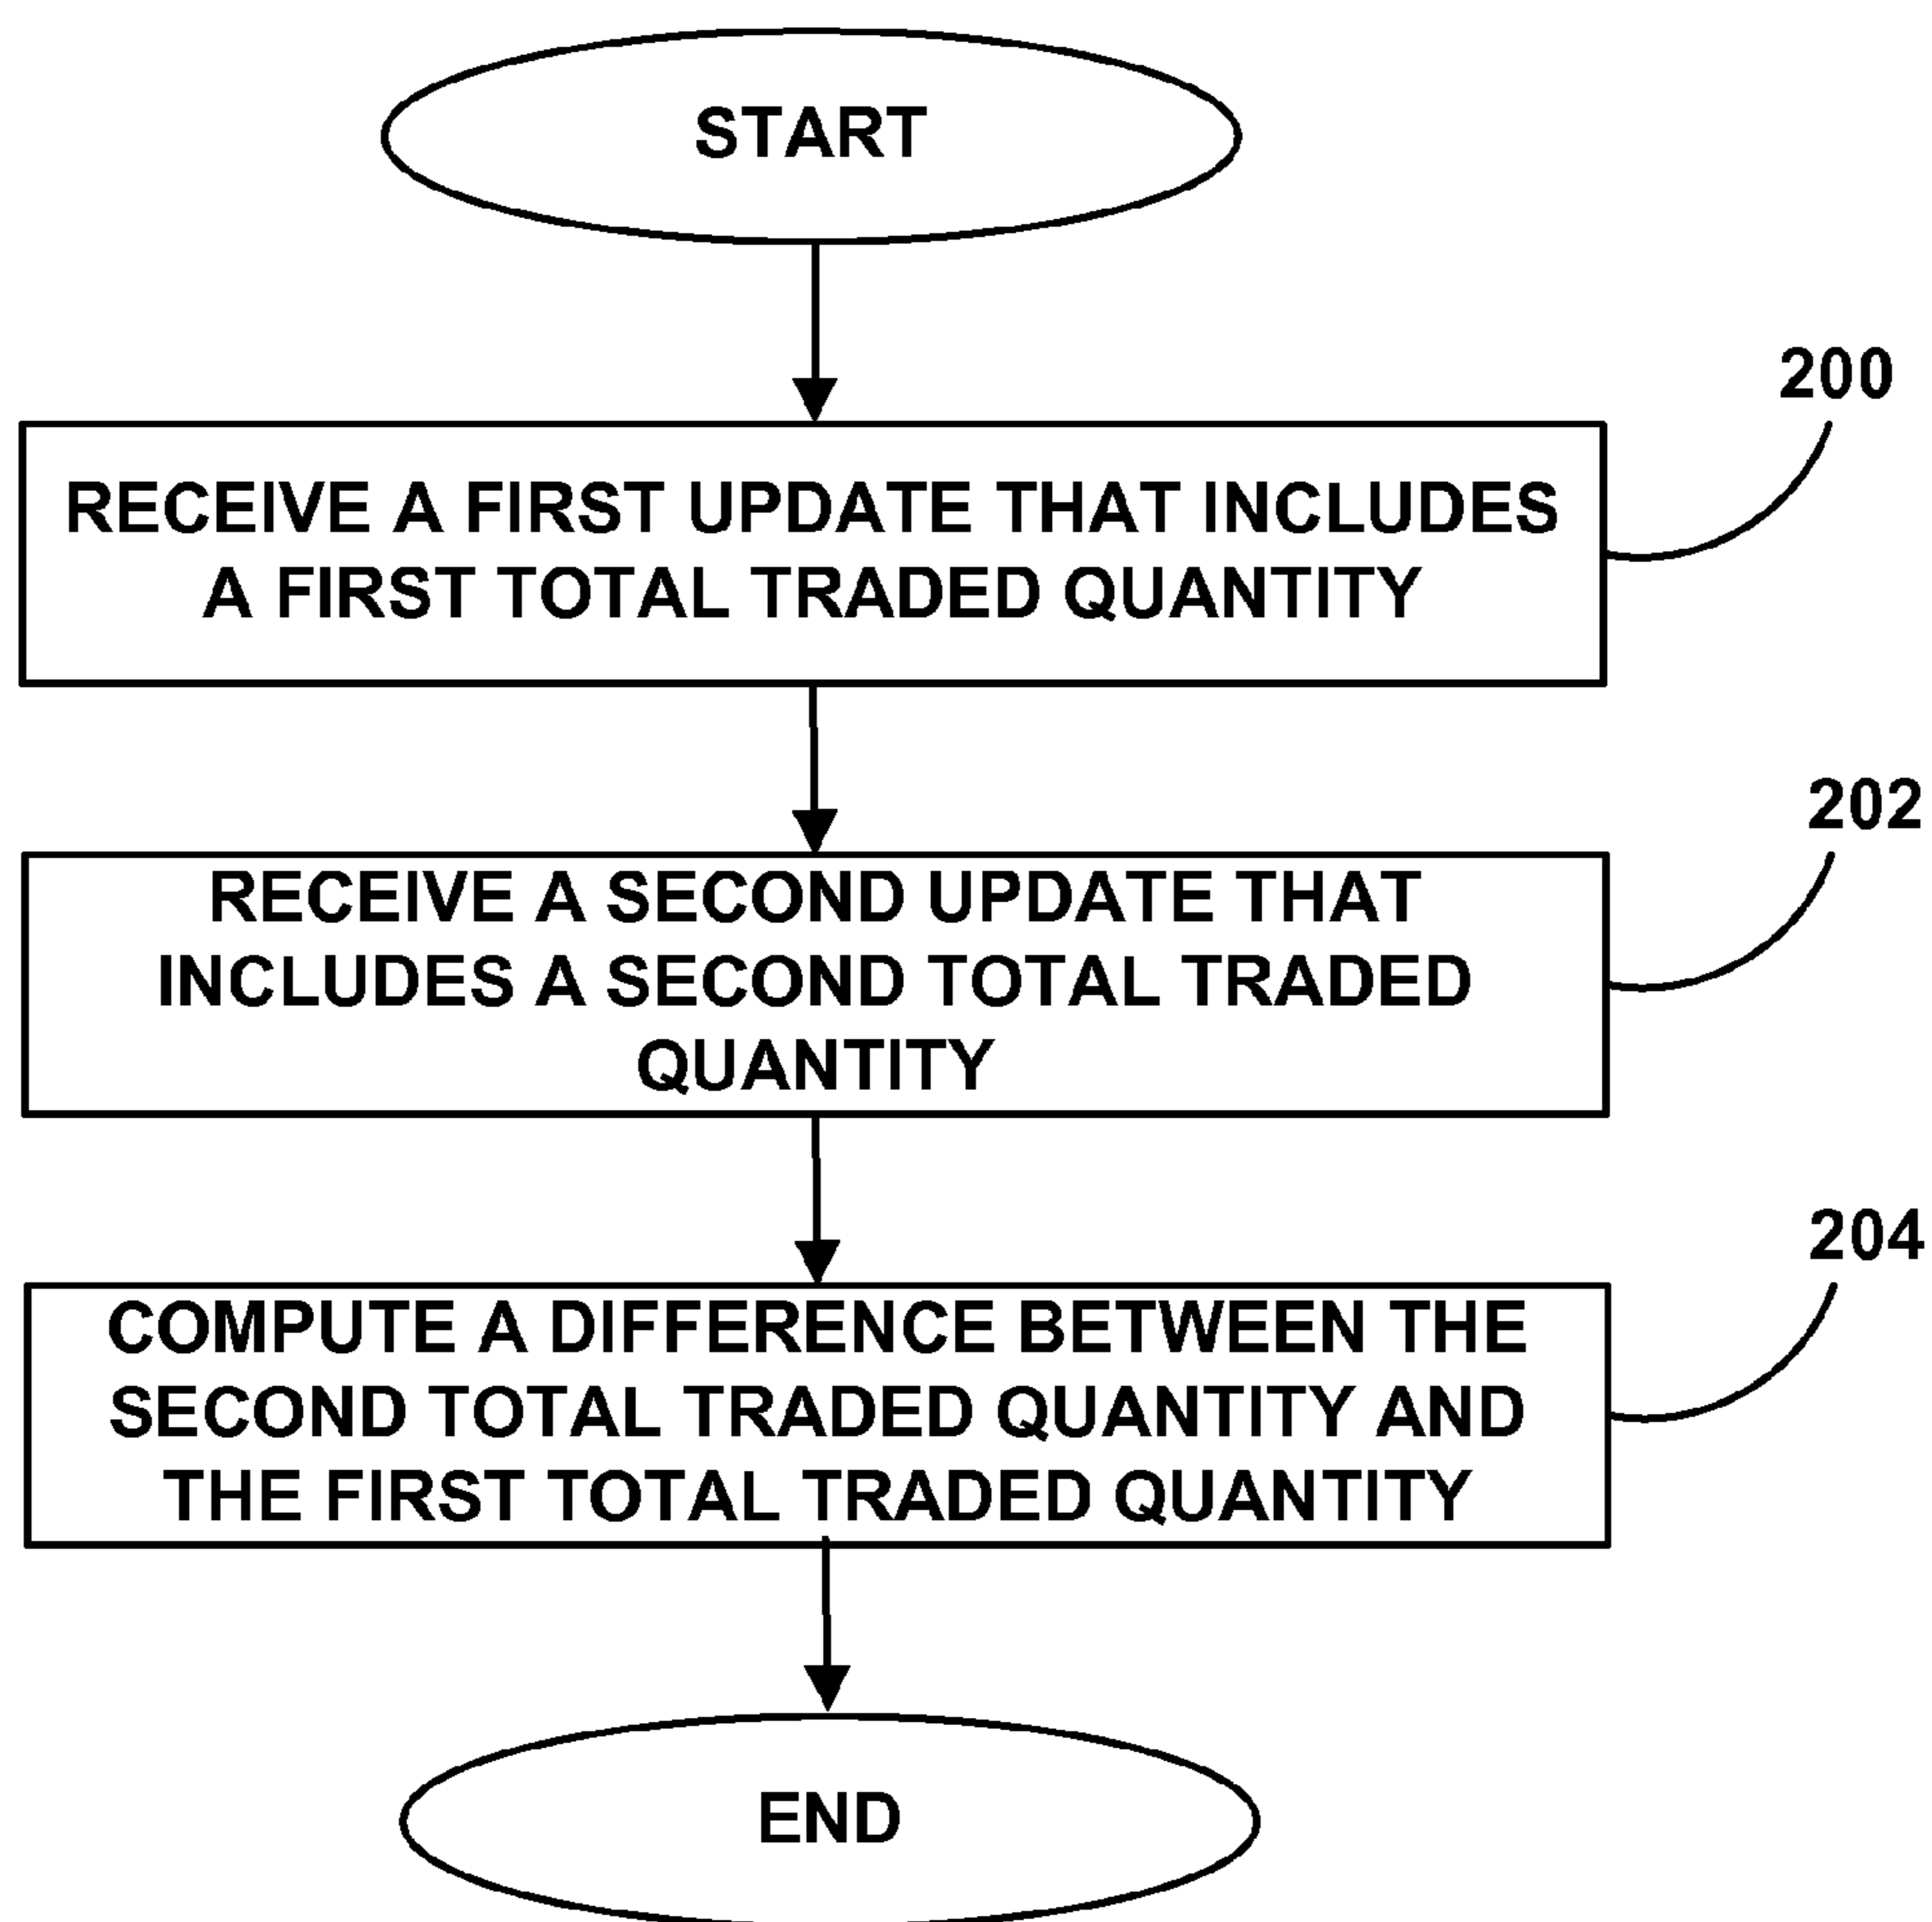 START
200
RECEIVE A FIRST UPDATE THAT INCLUDES
A FIRST TOTAL TRADED QUANTITY
202
RECEIVE A SECOND UPDATE THAT
INCLUDES A SECOND TOTAL TRADED
QUANTITY
204
COMPUTE A DIFFERENCE BETWEEN THE
SECOND TOTAL TRADED QUANTITY AND
THE FIRST TOTAL TRADED QUANTITY
END